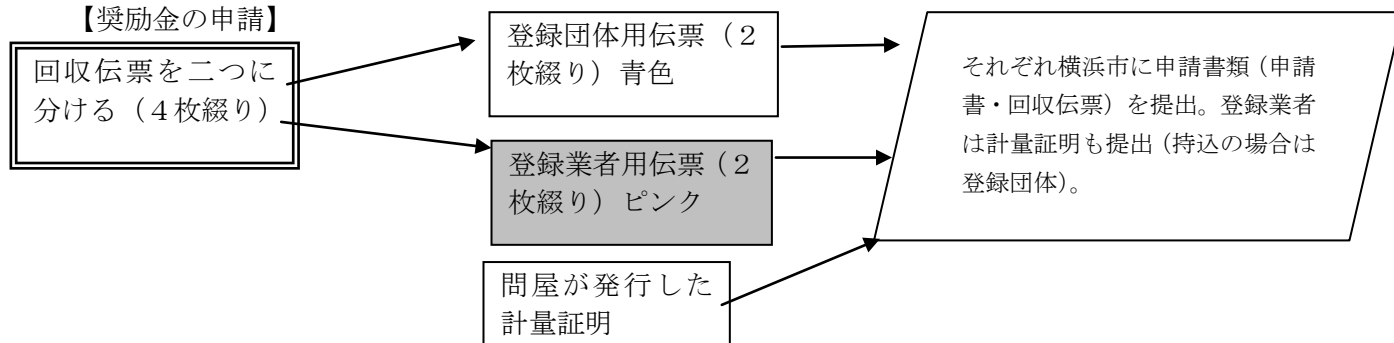 【奨励金の申請】
回収伝票を二つに
分ける(4枚綴り)
登録団体用伝票(2
枚綴り)青色
登録業者用伝票(2
枚綴り)ピンク
問屋が発行した
計量証明
それぞれ横浜市に申請書類(申請
書・回収伝票)を提出。登録業者
は計量証明も提出(持込の場合は
登録団体)。